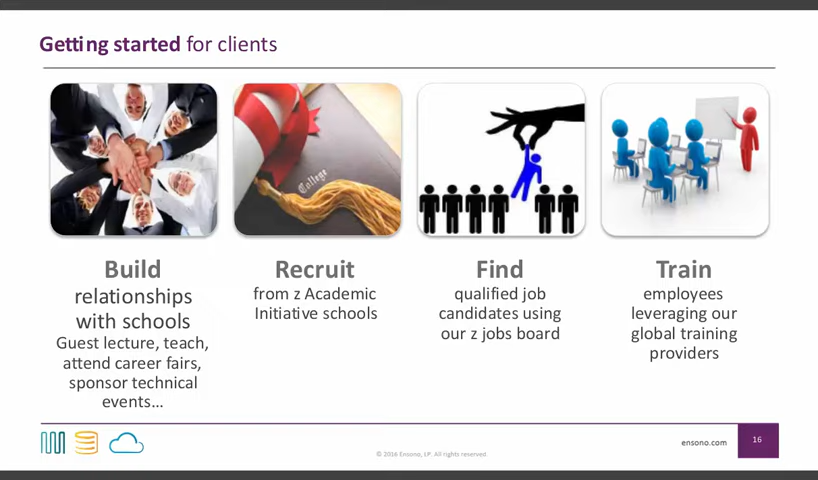 Getting started for clients
College
Build
relationships
with schools
Guest lecture, teach,
attend career fairs,
sponsor technical
events...
Recruit
from z Academic
Initiative schools
Find
qualified job
candidates using
our z jobs board
Train
employees
leveraging our
global training
providers
© 2016 Ensono, LP. All rights reserved
ensono.com
16